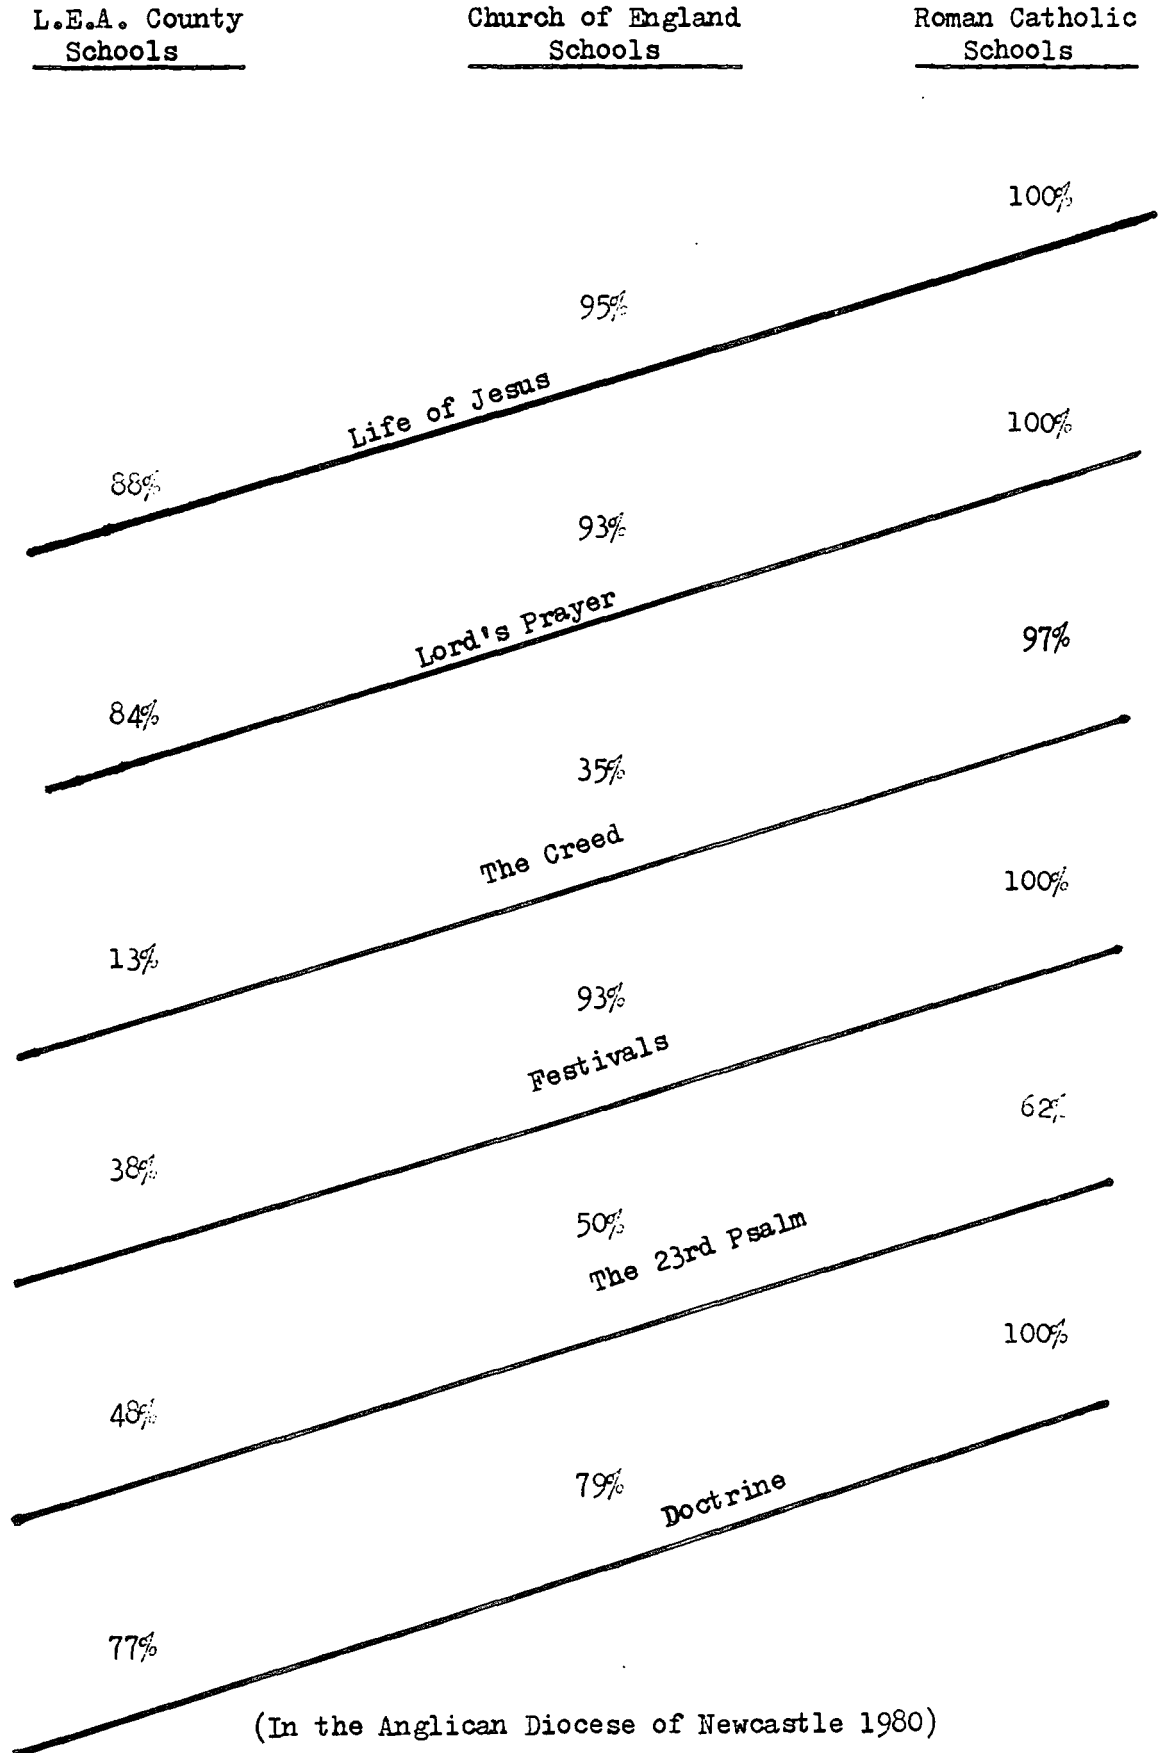 L.E.A. County Schools
Church of England Schools
Roman Catholic Schools
100%
95%
Life of Jesus
88%
100%
93%
Lord's Prayer
84%
97%
35%
The Creed
13%
100%
93%
Festivals
38%
62%
50%
The 23rd Psalm
48%
100%
79%
Doctrine
77%
(In the Anglican Diocese of Newcastle 1980)